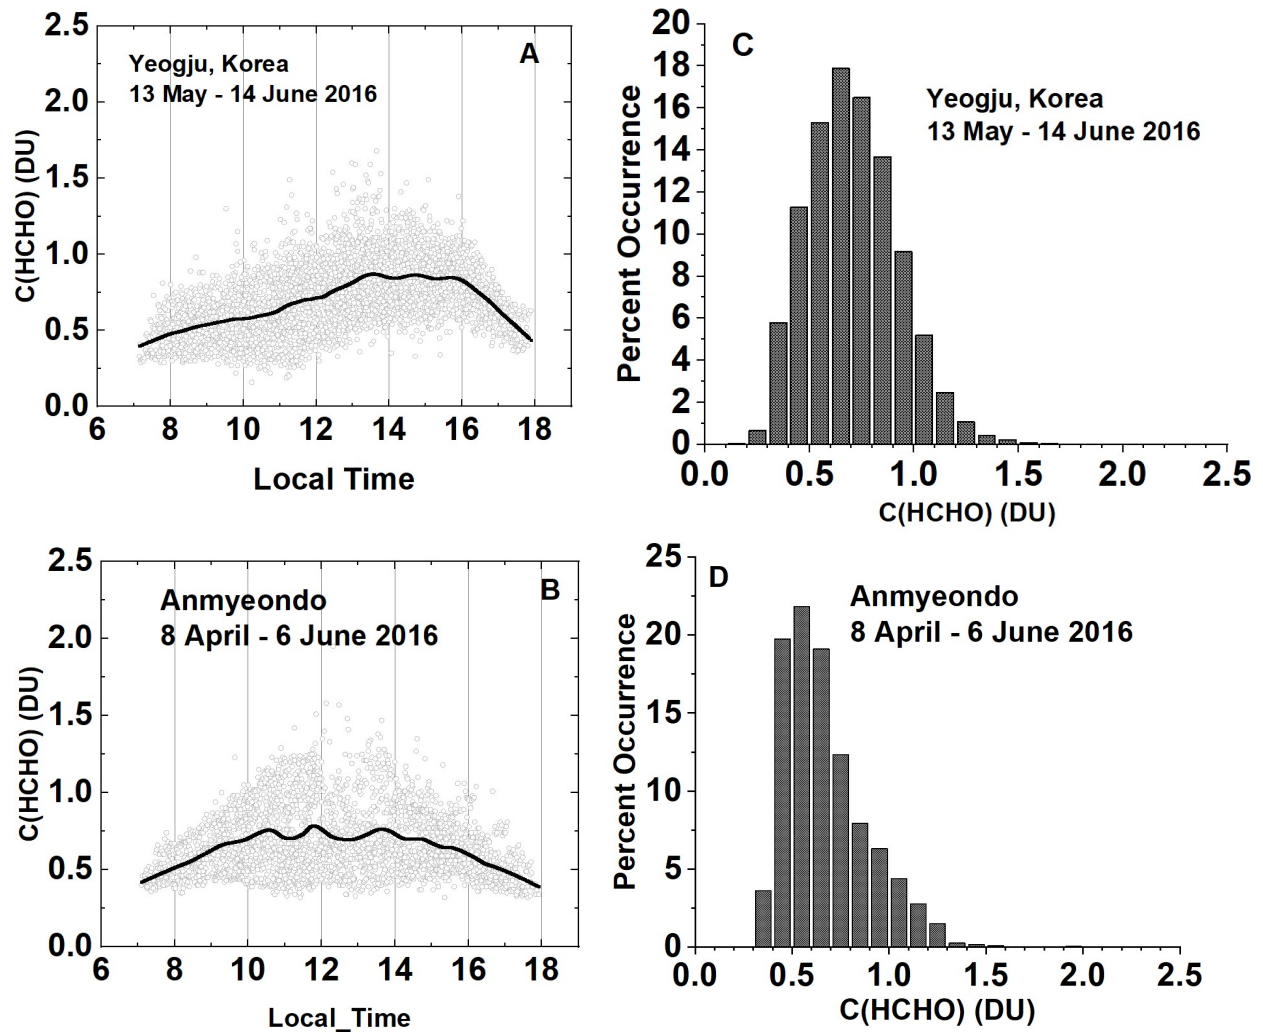 A
Yeogju, Korea
13 May - 14 June 2016
C(HCHO) (DU)
2.5
2.0
1.5
1.0
0.5
0.0
6 8 10 12 14 16 18
Local Time
C
Yeogju, Korea
13 May - 14 June 2016
Percent Occurrence
20
18
16
14
12
10
8
6
4
2
0
0.0 0.5 1.0 1.5 2.0 2.5
C(HCHO) (DU)
B
Anmyeondo
8 April - 6 June 2016
C(HCHO) (DU)
2.5
2.0
1.5
1.0
0.5
0.0
6 8 10 12 14 16 18
Local_Time
D
Anmyeondo
8 April - 6 June 2016
Percent Occurrence
25
20
15
10
5
0
0.0 0.5 1.0 1.5 2.0 2.5
C(HCHO) (DU)